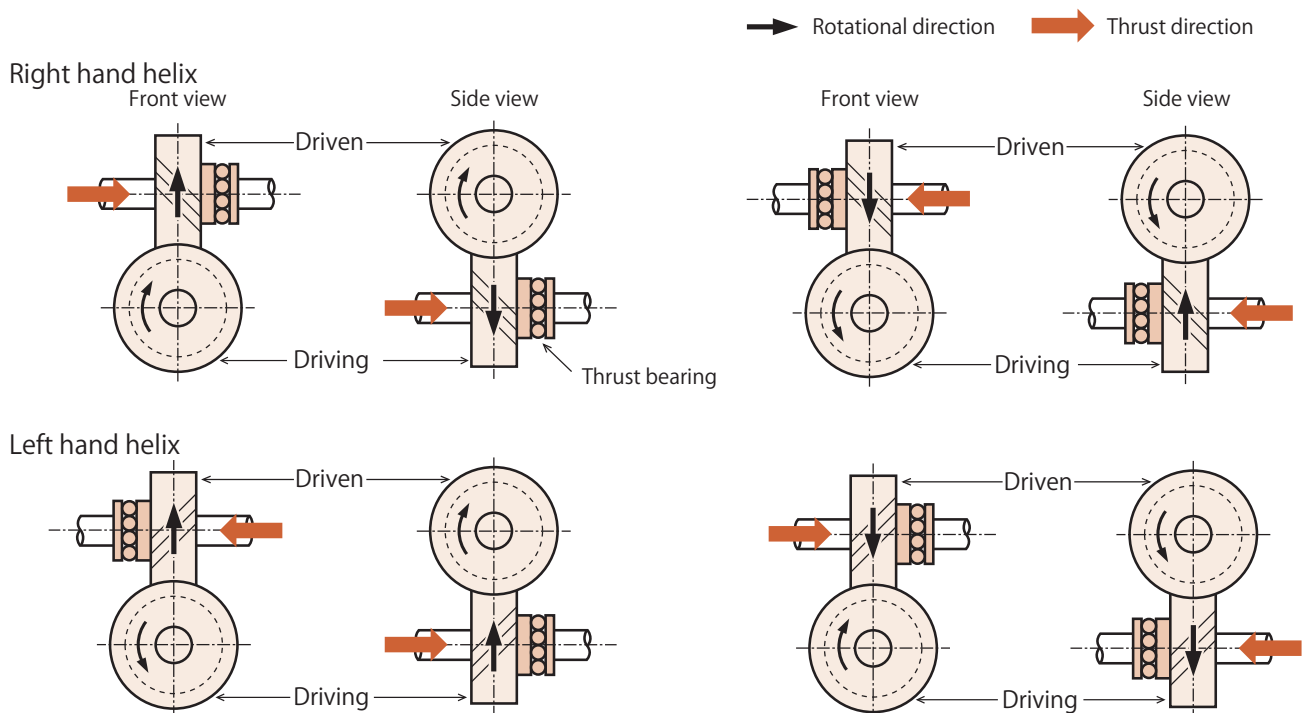 Rotational direction
Thrust direction
Right hand helix
Front view
Side view
Front view
Side view
Driven
Driven
Driving
Driving
Thrust bearing
Left hand helix
Driven
Driven
Driving
Driving